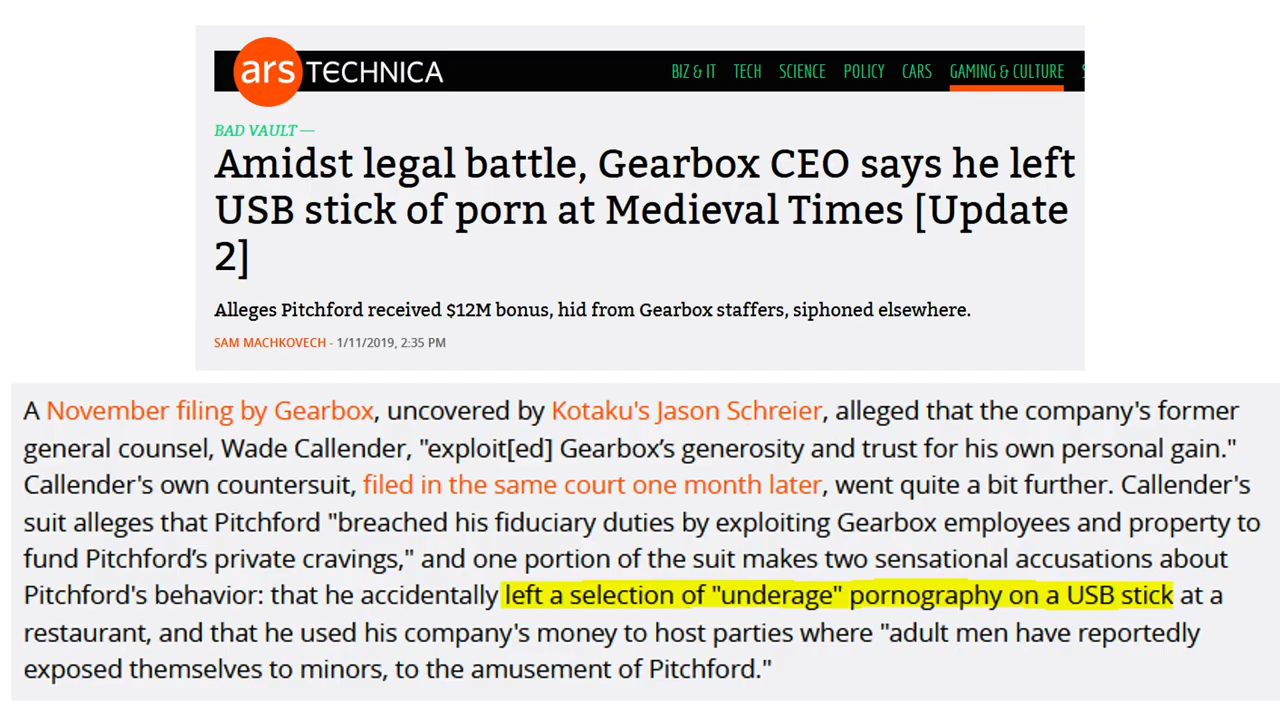 ars TECHNICA
BIZ & IT TECH SCIENCE POLICY CARS GAMING & CULTURE
BAD VAULT —
Amidst legal battle, Gearbox CEO says he left
USB stick of porn at Medieval Times [Update
2]
Alleges Pitchford received $12M bonus, hid from Gearbox staffers, siphoned elsewhere.
SAM MACHKOVECH - 1/11/2019, 2:35 PM
A November filing by Gearbox, uncovered by Kotaku's Jason Schreier, alleged that the company's former
general counsel, Wade Callender, "exploit[ed] Gearbox’s generosity and trust for his own personal gain."
Callender's own countersuit, filed in the same court one month later, went quite a bit further. Callender's
suit alleges that Pitchford "breached his fiduciary duties by exploiting Gearbox employees and property to
fund Pitchford’s private cravings," and one portion of the suit makes two sensational accusations about
Pitchford's behavior: that he accidentally left a selection of "underage" pornography on a USB stick at a
restaurant, and that he used his company's money to host parties where "adult men have reportedly
exposed themselves to minors, to the amusement of Pitchford."